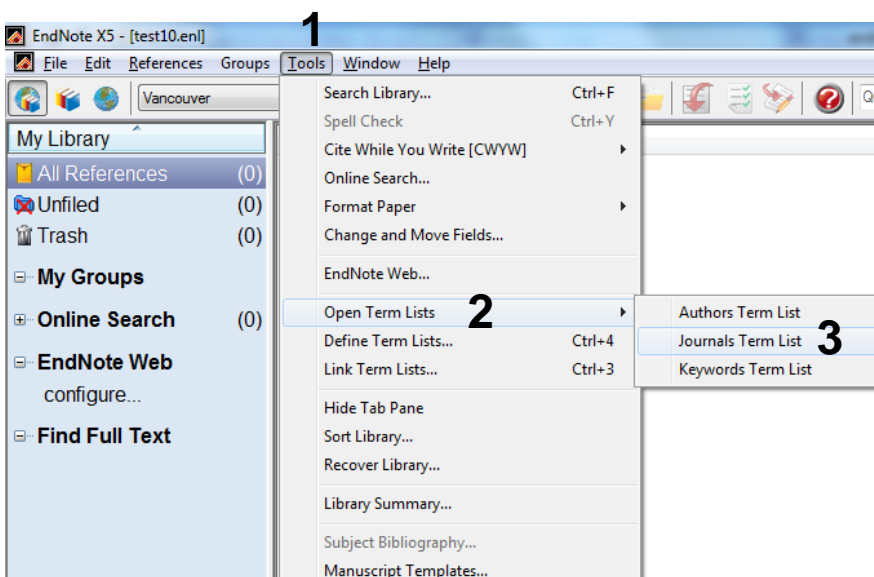 1
EndNote X5 - [test10.enl]
File Edit References Groups Tools Window Help
Vancouver
Q
My Library
All References (0)
Unfiled (0)
Trash (0)
My Groups
Online Search (0)
EndNote Web
configure...
Find Full Text
Search Library... Ctrl+F
Spell Check Ctrl+Y
Cite While You Write [CWYW]
Online Search...
Format Paper
Change and Move Fields...
EndNote Web...
Open Term Lists 2
Define Term Lists... Ctrl+4
Link Term Lists... Ctrl+3
Hide Tab Pane
Sort Library...
Recover Library...
Library Summary...
Subject Bibliography...
Manuscript Templates...
Authors Term List
Journals Term List 3
Keywords Term List